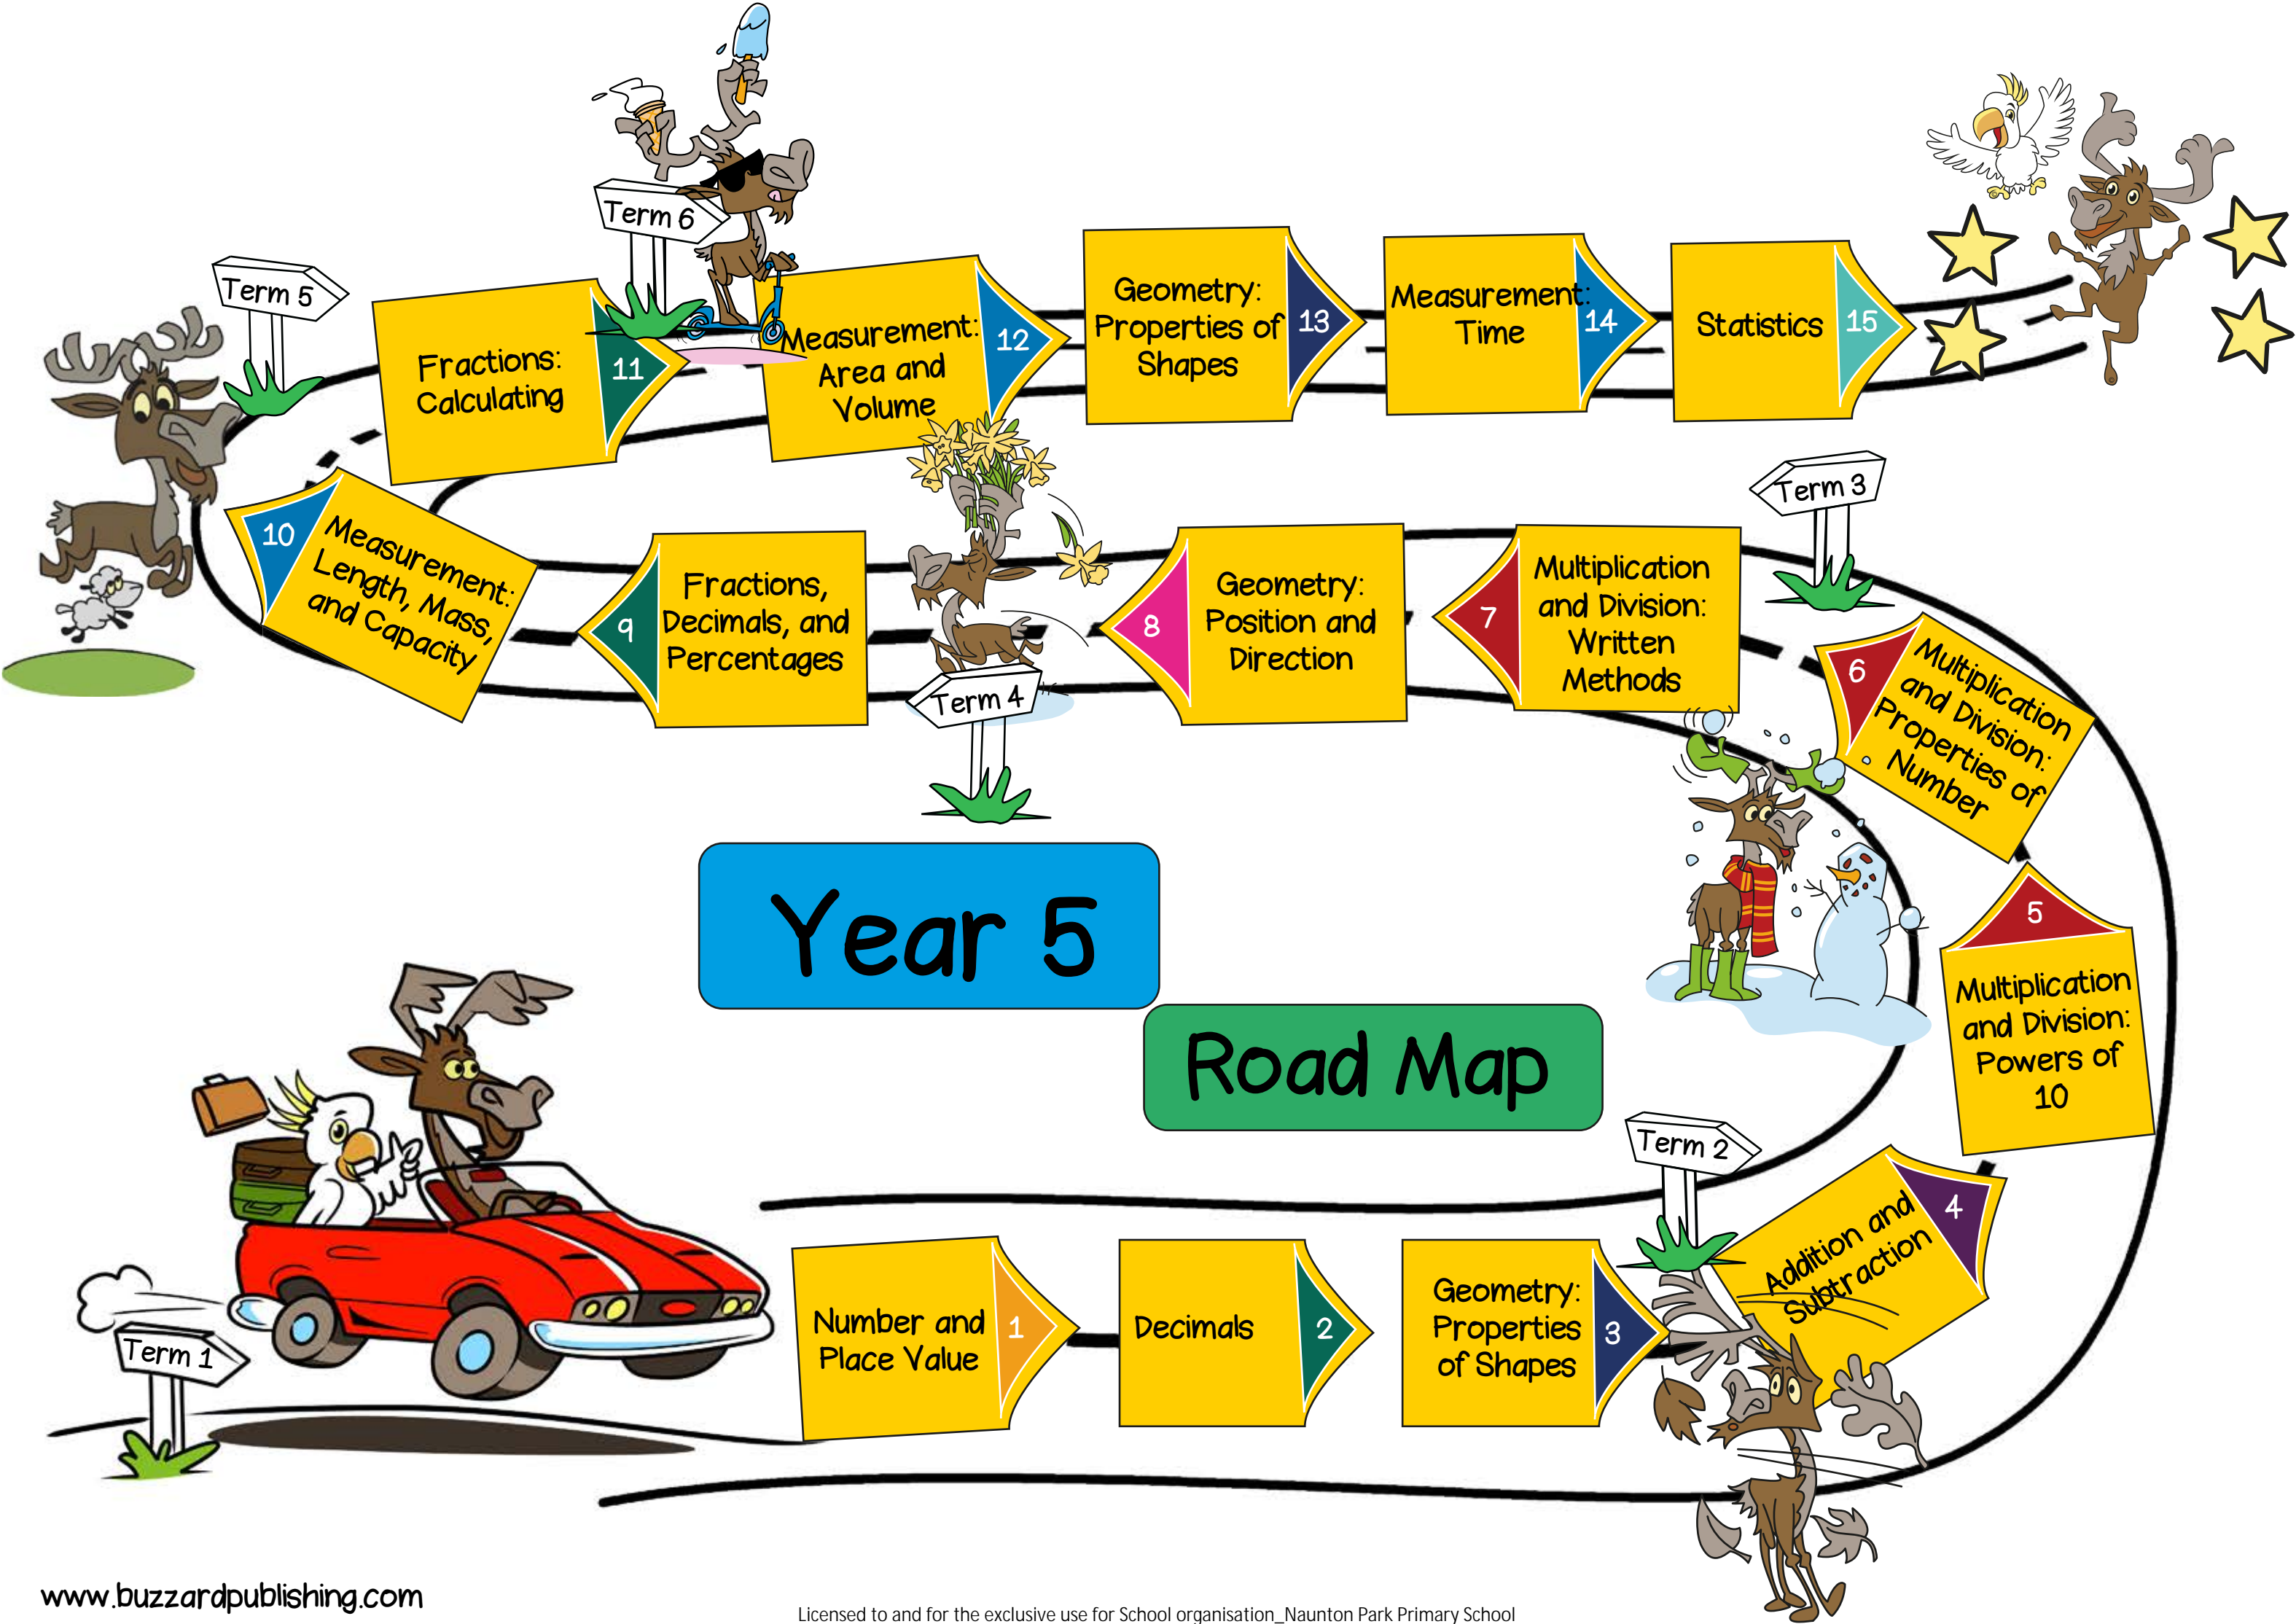 Term 6
Term 5
Fractions:
Calculating
11
Measurement:
Area and
Volume
12
Geometry:
Properties of
Shapes
13
Measurement:
Time
14
Statistics
15
Term 3
10
Measurement:
Length, Mass,
and Capacity
9
Fractions,
Decimals, and
Percentages
Term 4
8
Geometry:
Position and
Direction
7
Multiplication
and Division:
Written
Methods
6
Multiplication
and Division:
Properties of
Number
5
Multiplication
and Division:
Powers of
10
Year 5
Road Map
Term 2
Addition and
Subtraction
4
Term 1
Number and
Place Value
1
Decimals
2
Geometry:
Properties
of Shapes
3
www.buzzardpublishing.com
Licensed to and for the exclusive use for School organisation_Naunton Park Primary School